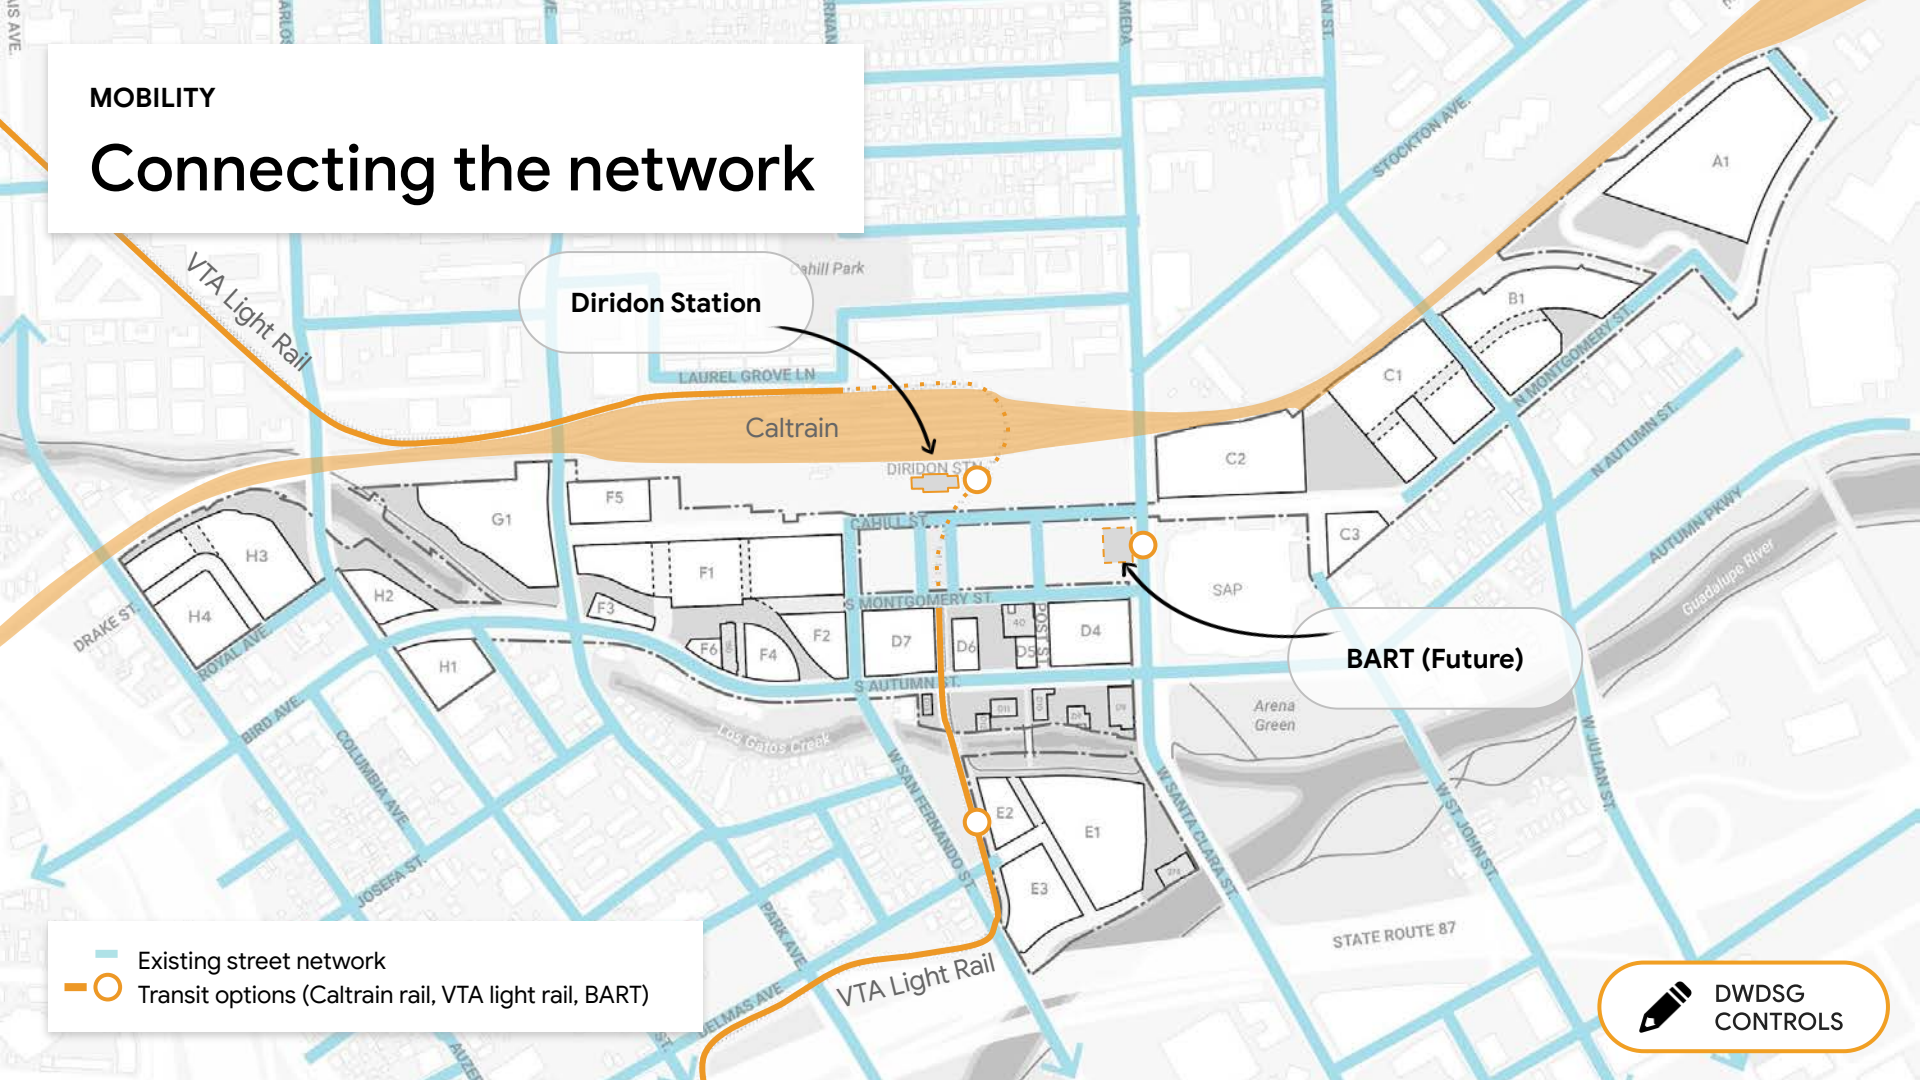 MOBILITY
Connecting the network
MEDA
STOCKTON AVE.
A1
VTA Light Rail
Cahill Park
Diridon Station
B1
N MONTGOMERY ST.
LAUREL GROVE LN
C1
Caltrain
N AUTUMN ST.
C2
DIRIDON STN
F5
G1
CAHILL ST.
C3
AUTUMN PKWY
Guadalupe River
H3
F1
SAP
H2
S MONTGOMERY ST.
F3
H4
DRAKE ST.
ROYAL AVE.
F2
D7
D6
40
D5
POST ST
D4
F6
F4
H1
BART (Future)
S AUTUMN ST.
BIRD AVE.
Arena
Green
Los Gatos Creek
COLUMBIA AVE
W SAN FERNANDO ST.
W SANTA CLARA ST.
W ST JOHN ST.
W JULIAN ST.
E2
E1
E3
JOSEFA ST.
PARK AVE
STATE ROUTE 87
VTA Light Rail
DELMAS AVE
Existing street network
Transit options (Caltrain rail, VTA light rail, BART)
DWDSG
CONTROLS